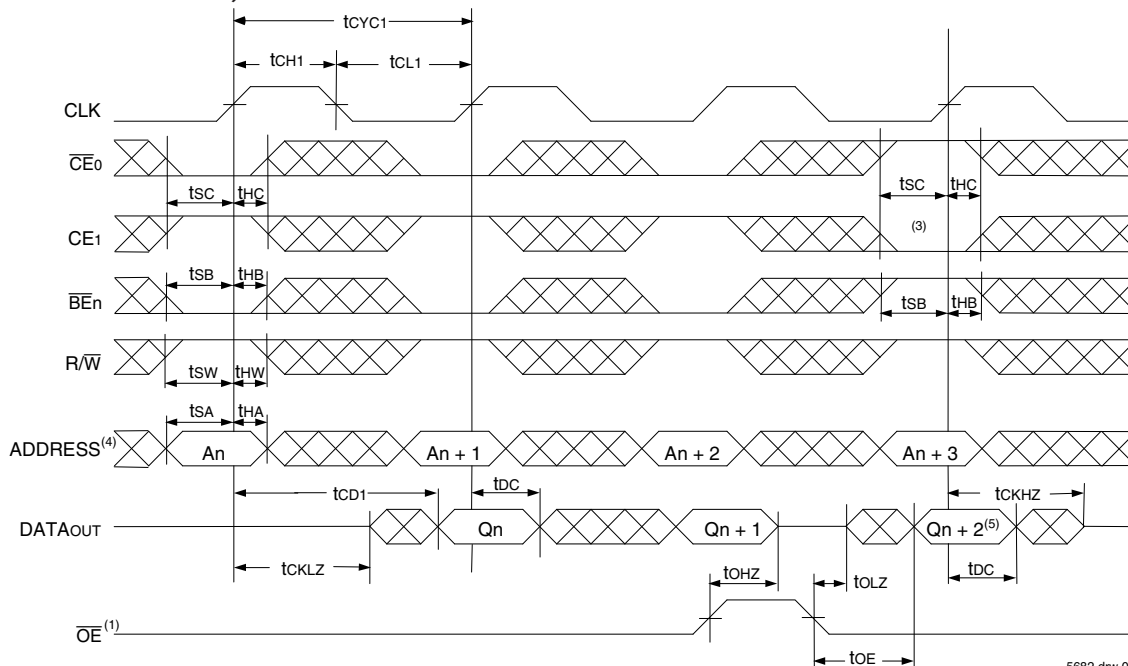 tCYC1
tCH1 tCL1
CLK
CE0
tSC tHC tSC tHC
CE1 (3)
tSB tHB
BEn tSB tHB
R/W
tSW tHW
tSA tHA
ADDRESS(4) An An + 1 An + 2 An + 3
tCD1 tDC tCKHZ
DATAOUT Qn Qn + 1 Qn + 2(5)
tCKLZ tOHZ tOLZ tDC
OE(1)
tOE